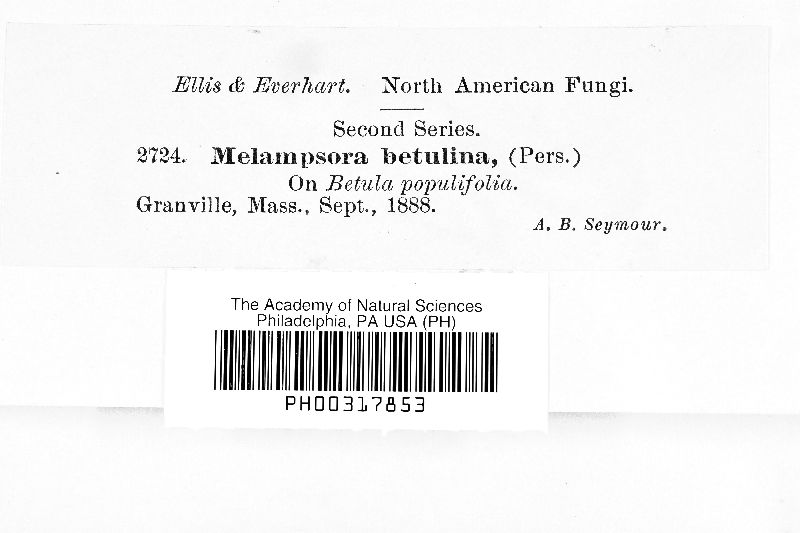 Ellis & Everhart. North American Fungi.
Second Series.
2724. Melampsora betulina, (Pers.)
On Betula populifolia.
Granville, Mass., Sept., 1888.
A. B. Seymour.
The Academy of Natural Sciences
Philadelphia, PA USA (PH)
PH00317853